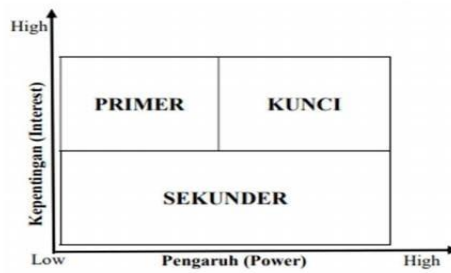 High
PRIMER
KUNCI
Kepentingan (Interest)
SEKUNDER
Low
Pengaruh (Power)
High